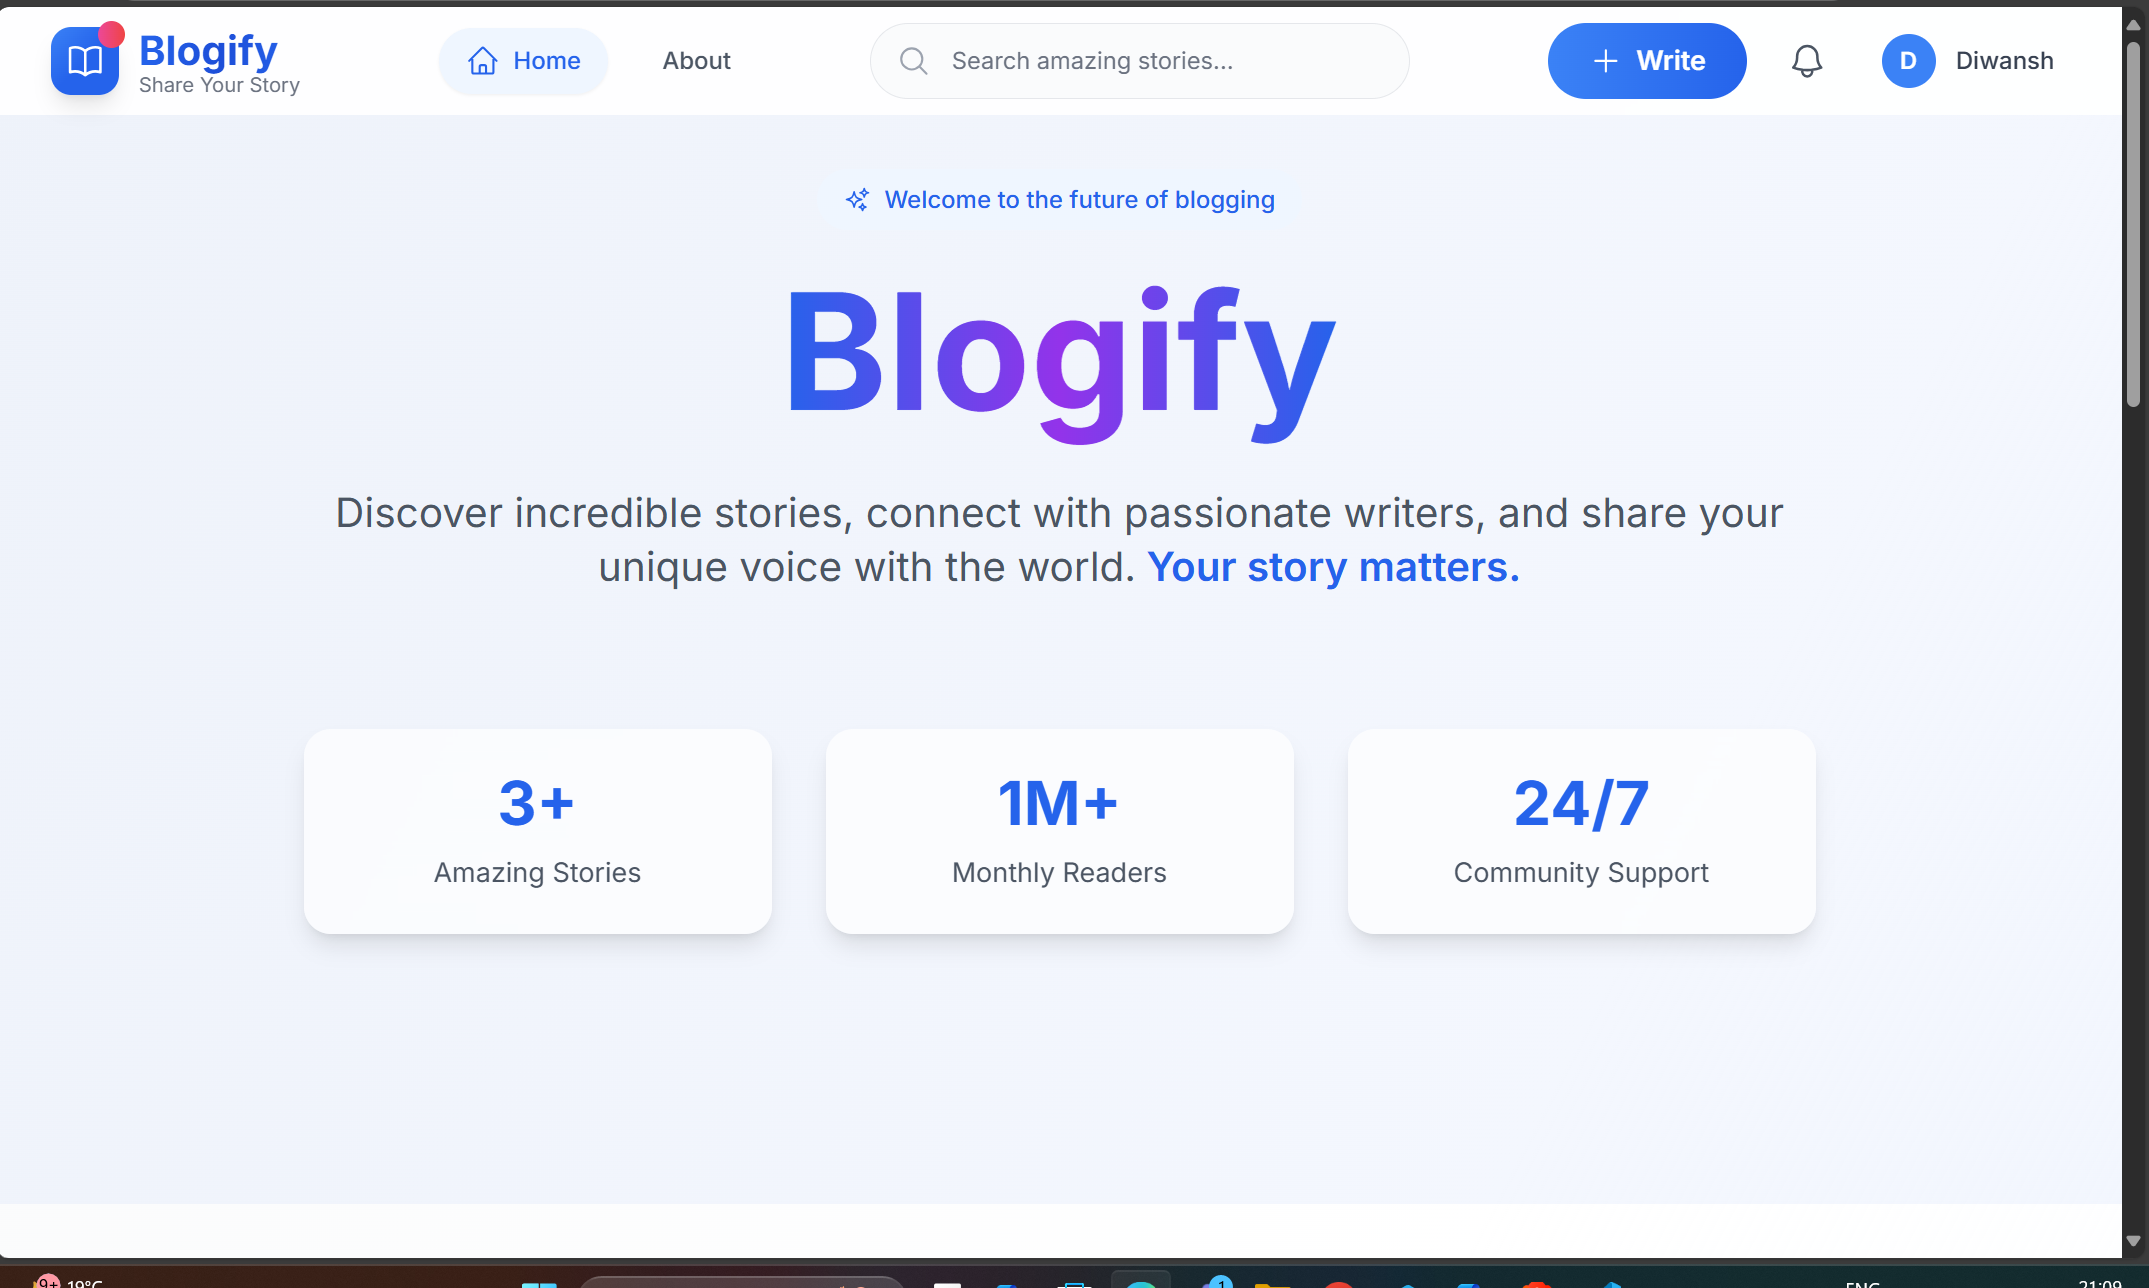 Blogify
Share Your Story
Home
About
Search amazing stories...
Write
D
Diwansh
Welcome to the future of blogging
Blogify
Discover incredible stories, connect with passionate writers, and share your
unique voice with the world. Your story matters.
3+
Amazing Stories
1M+
Monthly Readers
24/7
Community Support
9+
19°C
1
ENG
21:09